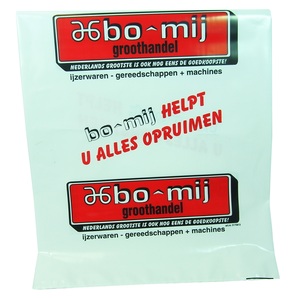 bo^mij
groothandel
NEDERLANDS GROOTSTE IS OOK NOG EENS DE GOEDKOOPSTE!
ijzerwaren - gereedschappen + machines
bo^mij HELPT
U ALLES OPRUIMEN
bo^mij
groothandel
NEDERLANDS GROOTSTE IS OOK NOG EENS DE GOEDKOOPSTE!
ijzerwaren - gereedschappen + machines